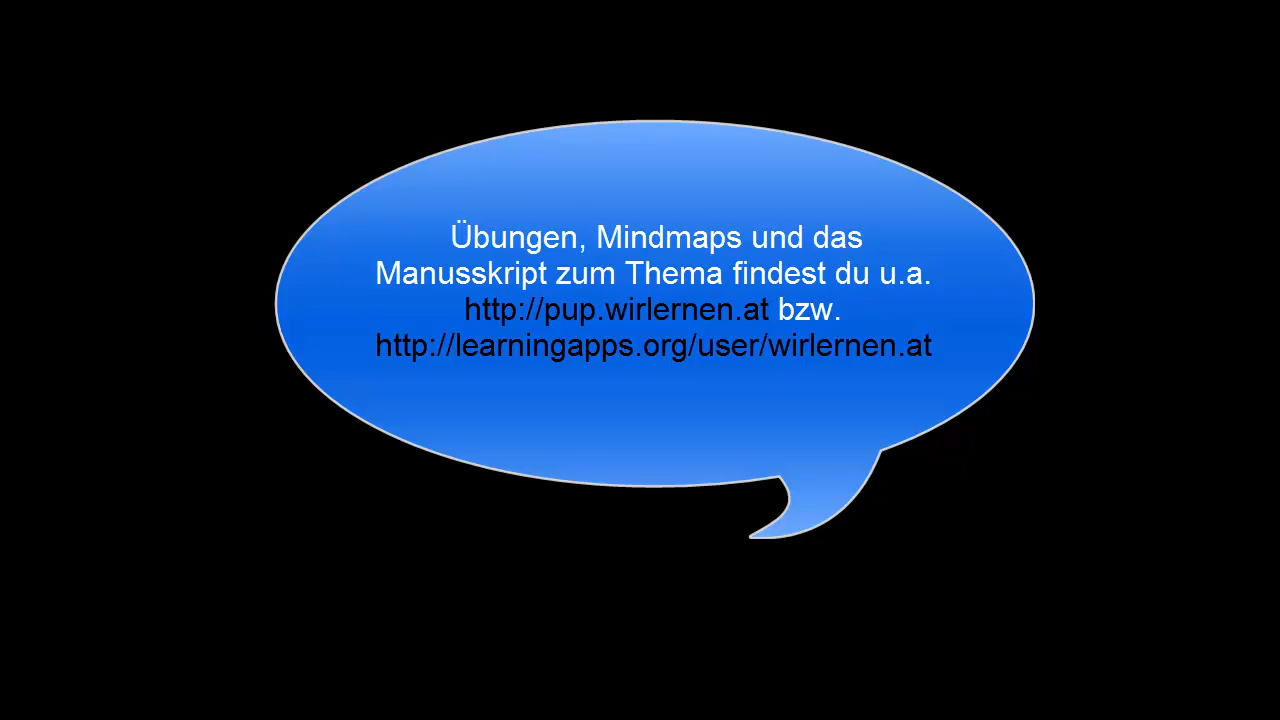 Übungen, Mindmaps und das
Manusskript zum Thema findest du u.a.
http://pup.wirlernen.at bzw.
http://learningapps.org/user/wirlernen.at